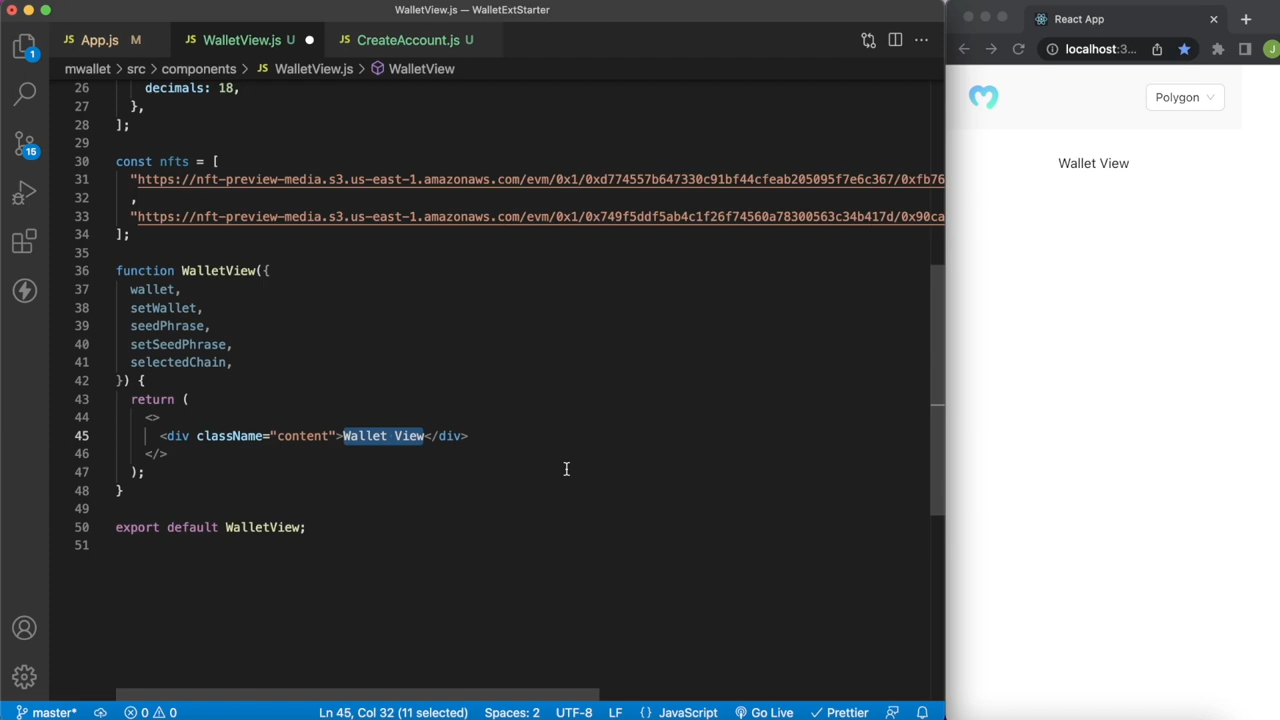 WalletView.js — WalletExtStarter
JS App.js M
JS WalletView.js U
JS CreateAccount.js U
mwallet > src > components > JS WalletView.js > WalletView
26 decimals: 18,
27 },
28 ];
29
30 const nfts = [
31 "https://nft-preview-media.s3.us-east-1.amazonaws.com/evm/0x1/0xd774557b647330c91bf44cfeab205095f7e6c367/0xfb76
32 ,
33 "https://nft-preview-media.s3.us-east-1.amazonaws.com/evm/0x1/0x749f5ddf5ab4c1f26f74560a78300563c34b417d/0x90ca
34 ];
35
36 function WalletView({
37 wallet,
38 setWallet,
39 seedPhrase,
40 setSeedPhrase,
41 selectedChain,
42 }) {
43 return (
44 <>
45 <div className="content">Wallet View</div>
46 </>
47 );
48 }
49
50 export default WalletView;
51
1
15
master*
0 0
Ln 45, Col 32 (11 selected)
Spaces: 2
UTF-8
LF
{} JavaScript
Go Live
Prettier
React App
localhost:3...
J
Polygon
Wallet View